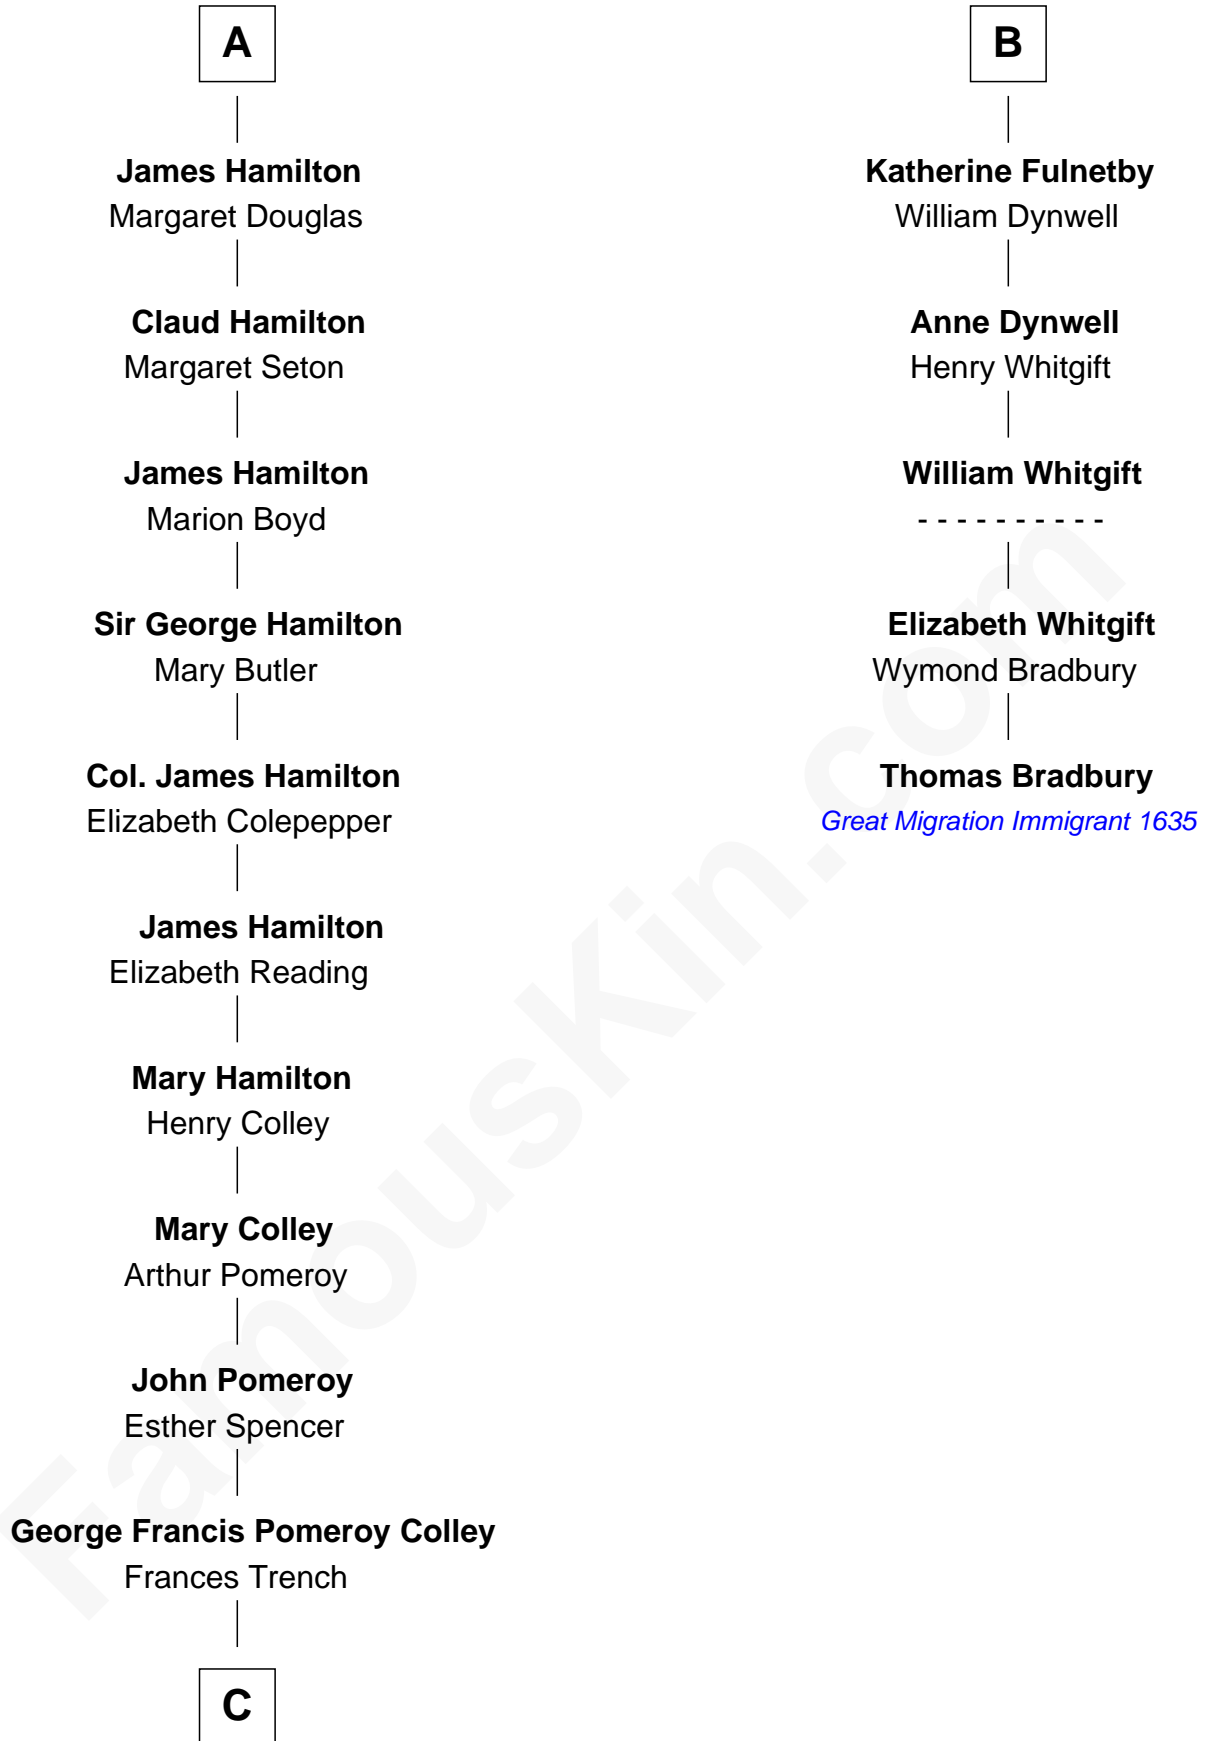 A
James Hamilton
Margaret Douglas
Claud Hamilton
Margaret Seton
James Hamilton
Marion Boyd
Sir George Hamilton
Mary Butler
Col. James Hamilton
Elizabeth Colepepper
James Hamilton
Elizabeth Reading
Mary Hamilton
Henry Colley
Mary Colley
Arthur Pomeroy
John Pomeroy
Esther Spencer
George Francis Pomeroy Colley
Frances Trench
C
B
Katherine Fulnetby
William Dynwell
Anne Dynwell
Henry Whitgift
William Whitgift
- - - - - - - - - -
Elizabeth Whitgift
Wymond Bradbury
Thomas Bradbury
Great Migration Immigrant 1635
FamousKin.com